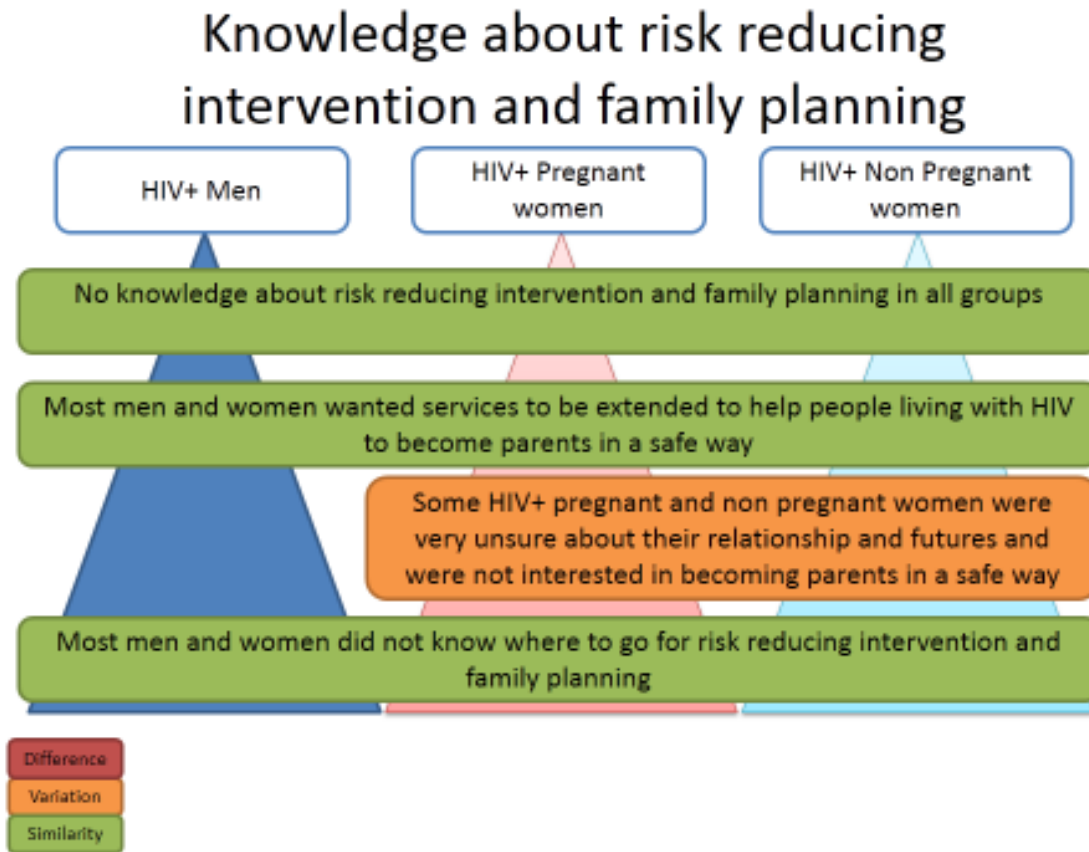 Knowledge about risk reducing
intervention and family planning
HIV+ Men
HIV+ Pregnant
women
HIV+ Non Pregnant
women
No knowledge about risk reducing intervention and family planning in all groups
Most men and women wanted services to be extended to help people living with HIV
to become parents in a safe way
Some HIV+ pregnant and non pregnant women were
very unsure about their relationship and futures and
were not interested in becoming parents in a safe way
Most men and women did not know where to go for risk reducing intervention and
family planning
Difference
Variation
Similarity